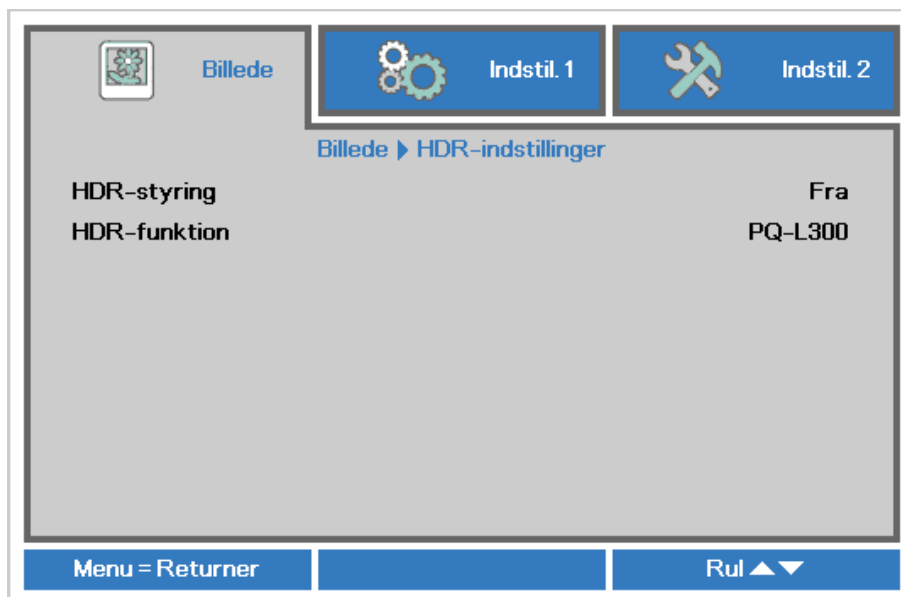 Billede Indstil. 1 Indstil. 2
Billede ▶ HDR-indstillinger
HDR-styring Fra
HDR-funktion PQ-L300
Menu = Returner Rul ▲▼